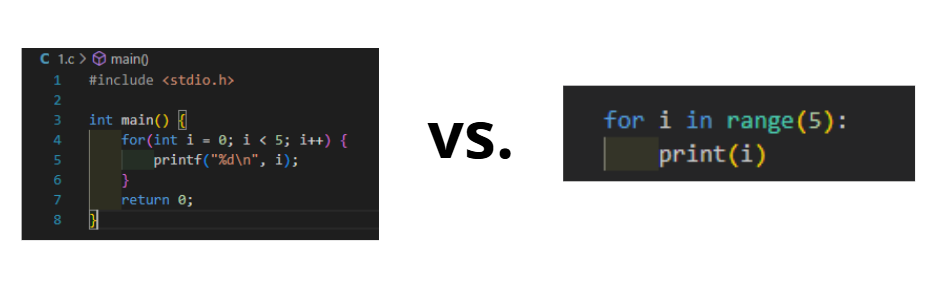 C 1.c > main()
1 #include <stdio.h>
2
3 int main() {
4 for(int i = 0; i < 5; i++) {
5 printf("%d\n", i);
6 }
7 return 0;
8 }
vs.
for i in range(5):
print(i)